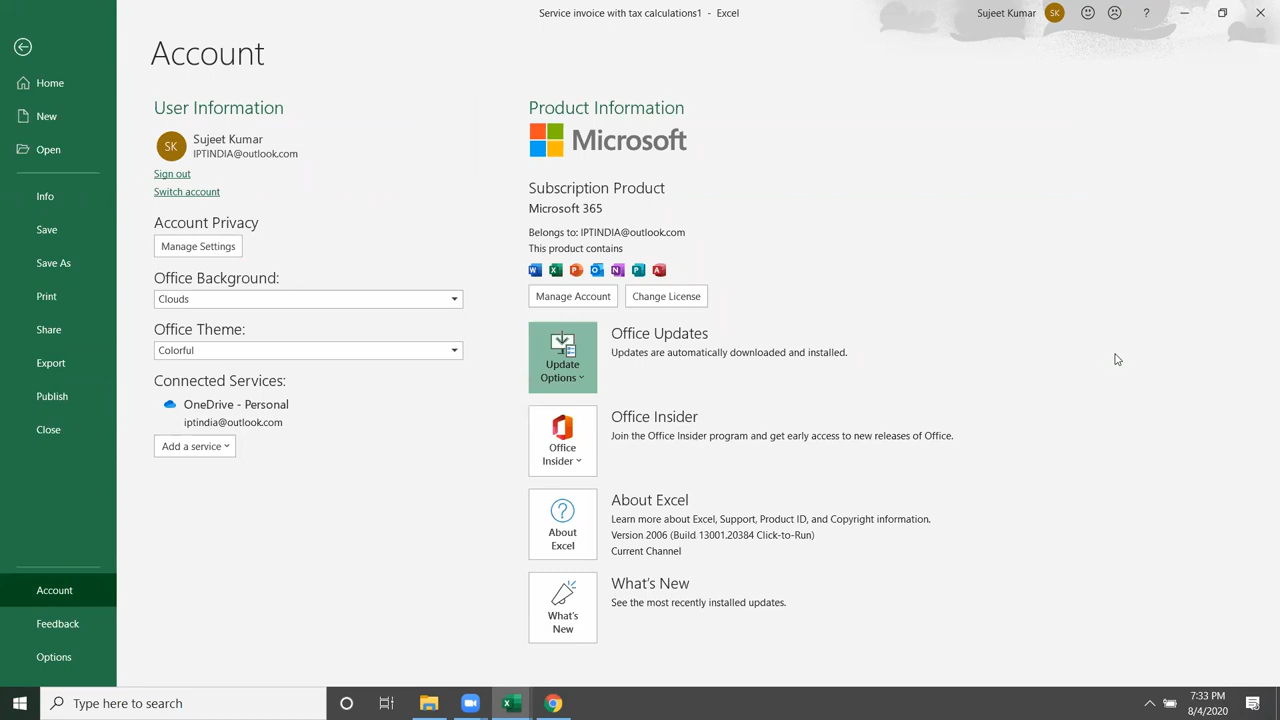 Service invoice with tax calculations1 - Excel
Sujeet Kumar
SK
?
Account
Home
New
Open
Info
Save
Save As
Print
Share
Export
Publish
Close
Account
Feedback
Options
User Information
SK
Sujeet Kumar
IPTINDIA@outlook.com
Sign out
Switch account
Account Privacy
Manage Settings
Office Background:
Clouds
Office Theme:
Colorful
Connected Services:
OneDrive - Personal
iptindia@outlook.com
Add a service
Product Information
Microsoft
Subscription Product
Microsoft 365
Belongs to: IPTINDIA@outlook.com
This product contains
W X P O N P A
Manage Account
Change License
Update
Options
Office Updates
Updates are automatically downloaded and installed.
Office
Insider
Office Insider
Join the Office Insider program and get early access to new releases of Office.
?
About
Excel
About Excel
Learn more about Excel, Support, Product ID, and Copyright information.
Version 2006 (Build 13001.20384 Click-to-Run)
Current Channel
What's
New
What's New
See the most recently installed updates.
Type here to search
X
7:33 PM
8/4/2020